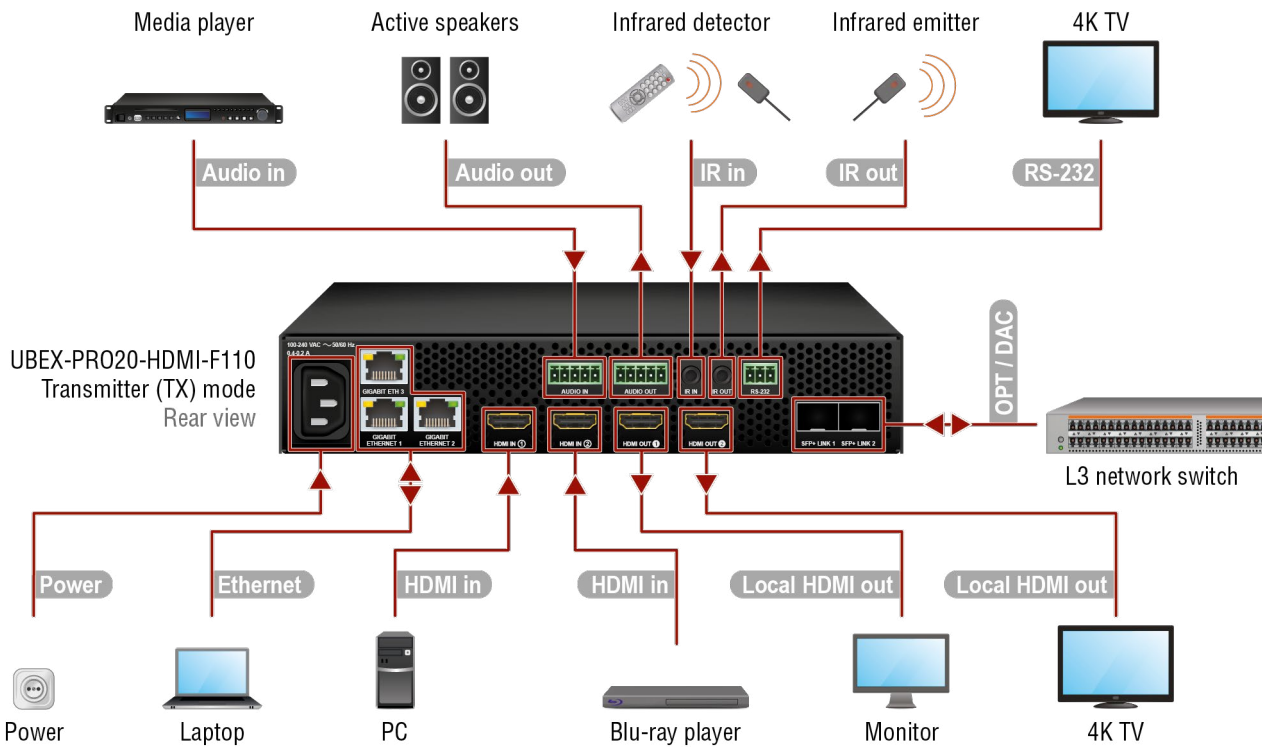 Media player
Active speakers
Infrared detector
Infrared emitter
4K TV
Audio in
Audio out
IR in
IR out
RS-232
UBEX-PRO20-HDMI-F110
Transmitter (TX) mode
Rear view
100-240 VAC ～50/60 Hz
0.4-0.2 A
GIGABIT ETH 3
GIGABIT
ETHERNET 1
GIGABIT
ETHERNET 2
AUDIO IN
AUDIO OUT
IR IN
IR OUT
RS-232
HDMI IN ①
HDMI IN ②
HDMI OUT ①
HDMI OUT ②
SFP+ LINK 1
SFP+ LINK 2
OPT / DAC
L3 network switch
Power
Ethernet
HDMI in
HDMI in
Local HDMI out
Local HDMI out
Power
Laptop
PC
Blu-ray player
Monitor
4K TV